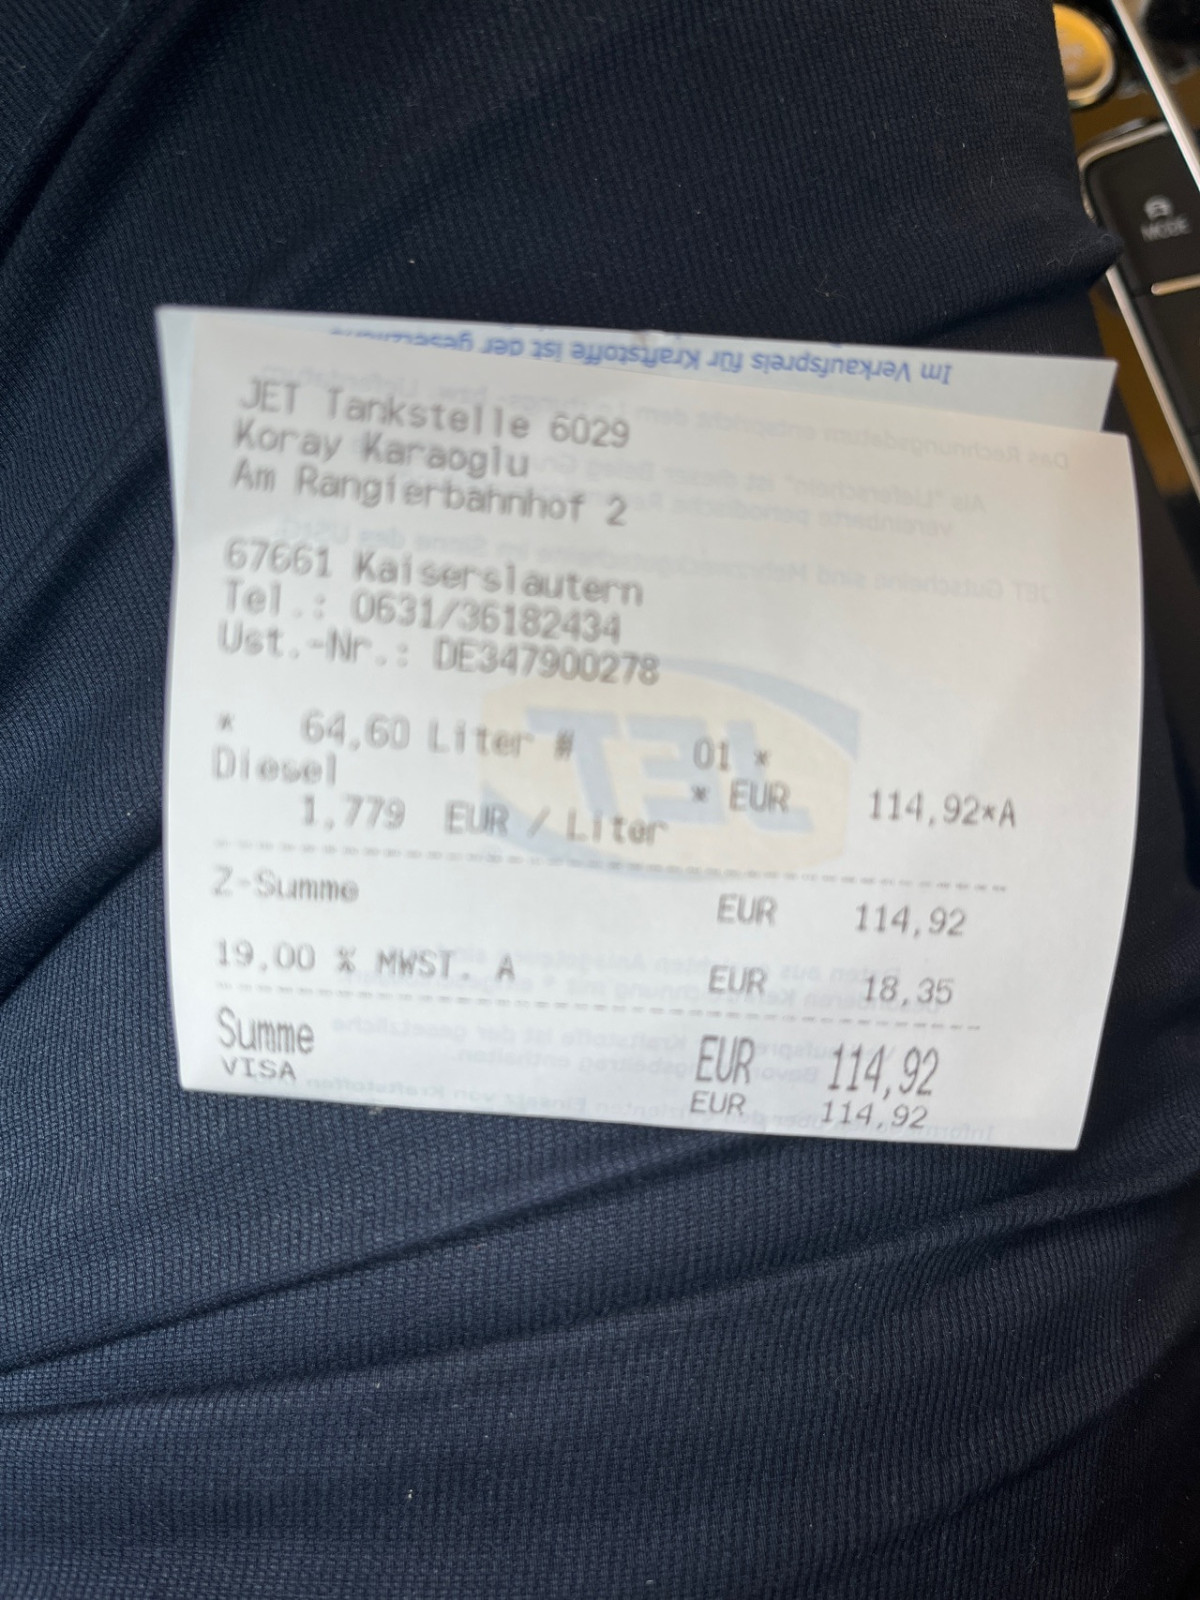 Im Verkaufspreis für Kraftstoffe ist der
JET Tankstelle 6029
Koray Karaoglu
Am Rangierbahnhof 2
67661 Kaiserslautern
Tel.: 0631/36182434
Ust.-Nr.: DE347900278
* 64,60 Liter # 01 *
Diesel * EUR 114,92*A
1,779 EUR / Liter
Z-Summe EUR 114,92
19,00 % MWST. A EUR 18,35
Summe EUR 114,92
VISA EUR 114,92
JET
MODE